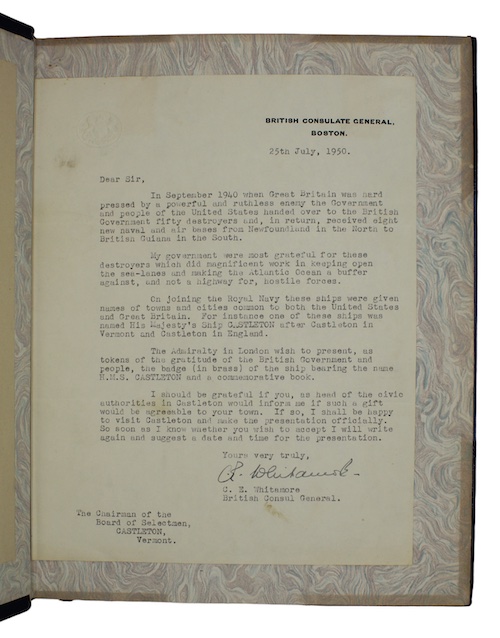 BRITISH CONSULATE GENERAL,
BOSTON.
25th July, 1950.
Dear Sir,
In September 1940 when Great Britain was hard
pressed by a powerful and ruthless enemy the Government
and people of the United States handed over to the British
Government fifty destroyers and, in return, received eight
new naval and air bases from Newfoundland in the North to
British Guiana in the South.
My government were most grateful for these
destroyers which did magnificent work in keeping open
the sea-lanes and making the Atlantic Ocean a buffer
against, and not a highway for, hostile forces.
On joining the Royal Navy these ships were given
names of towns and cities common to both the United States
and Great Britain. For instance one of these ships was
named His Majesty's Ship CASTLETON after Castleton in
Vermont and Castleton in England.
The Admiralty in London wish to present, as
tokens of the gratitude of the British Government and
people, the badge (in brass) of the ship bearing the name
H.M.S. CASTLETON and a commemorative book.
I should be grateful if you, as head of the civic
authorities in Castleton would inform me if such a gift
would be agreeable to your town. If so, I shall be happy
to visit Castleton and make the presentation officially.
So soon as I know whether you wish to accept I will write
again and suggest a date and time for the presentation.
Yours very truly,
C. E. Whitamore
British Consul General.
The Chairman of the
Board of Selectmen,
CASTLETON,
Vermont.